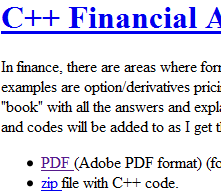 C++ Financial A
In finance, there are areas where for
examples are option/derivatives prici
"book" with all the answers and expla
and codes will be added to as I get t
PDF (Adobe PDF format) (fo
zip file with C++ code.